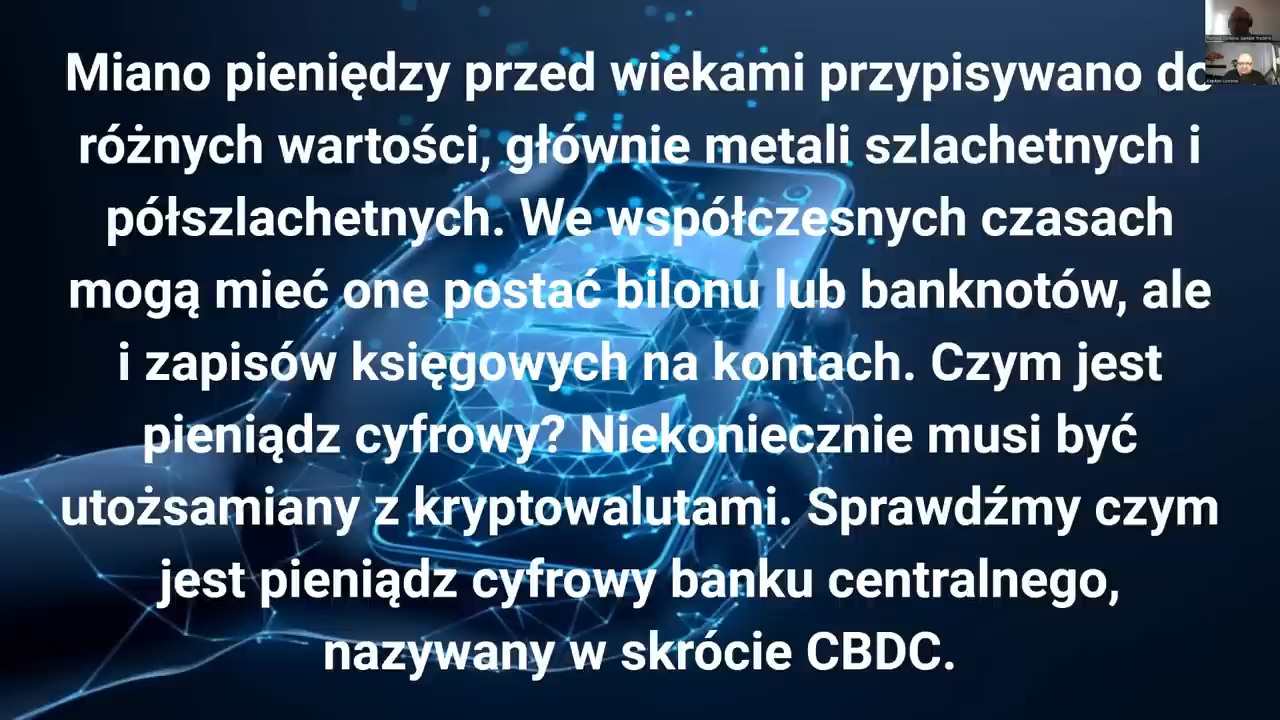 Miano pieniędzy przed wiekami przypisywano do
różnych wartości, głównie metali szlachetnych i
półszlachetnych. We współczesnych czasach
mogą mieć one postać bilonu lub banknotów, ale
i zapisów księgowych na kontach. Czym jest
pieniądz cyfrowy? Niekoniecznie musi być
utożsamiany z kryptowalutami. Sprawdźmy czym
jest pieniądz cyfrowy banku centralnego,
nazywany w skrócie CBDC.